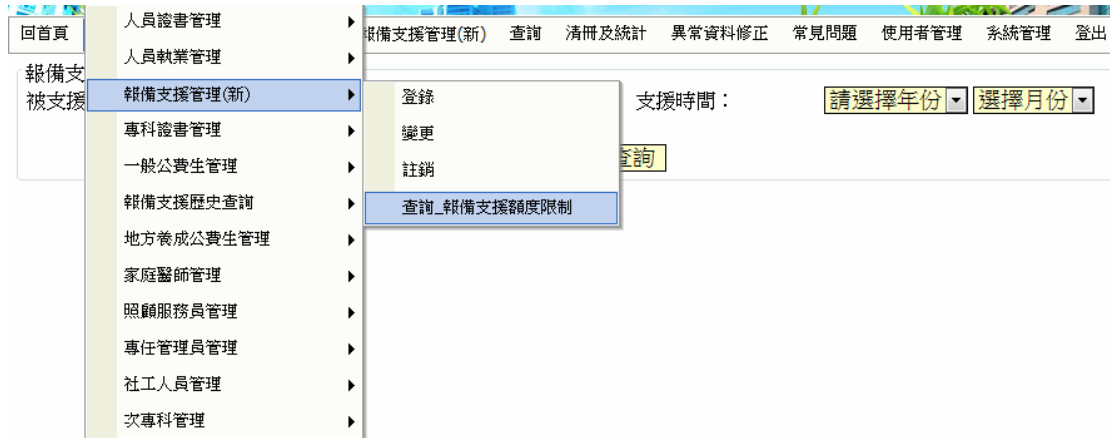 回首頁
報備支援管理(新) 查詢 清冊及統計 異常資料修正 常見問題 使用者管理 系統管理 登出
報備支
被支援
支援時間： 請選擇年份 選擇月份
查詢
人員證書管理
人員執業管理
報備支援管理(新)
專科證書管理
一般公費生管理
報備支援歷史查詢
地方養成公費生管理
家庭醫師管理
照顧服務員管理
專任管理員管理
社工人員管理
次專科管理
登錄
變更
註銷
查詢_報備支援額度限制